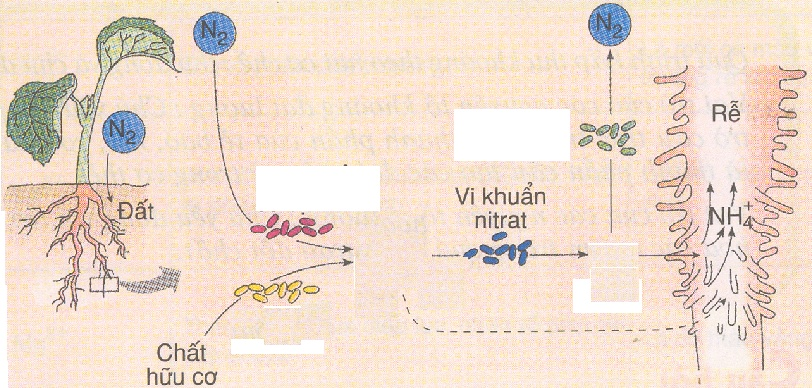 N₂
N₂
N₂
Đất
Vi khuẩn
nitrat
Rễ
NH₄⁺
Chất
hữu cơ